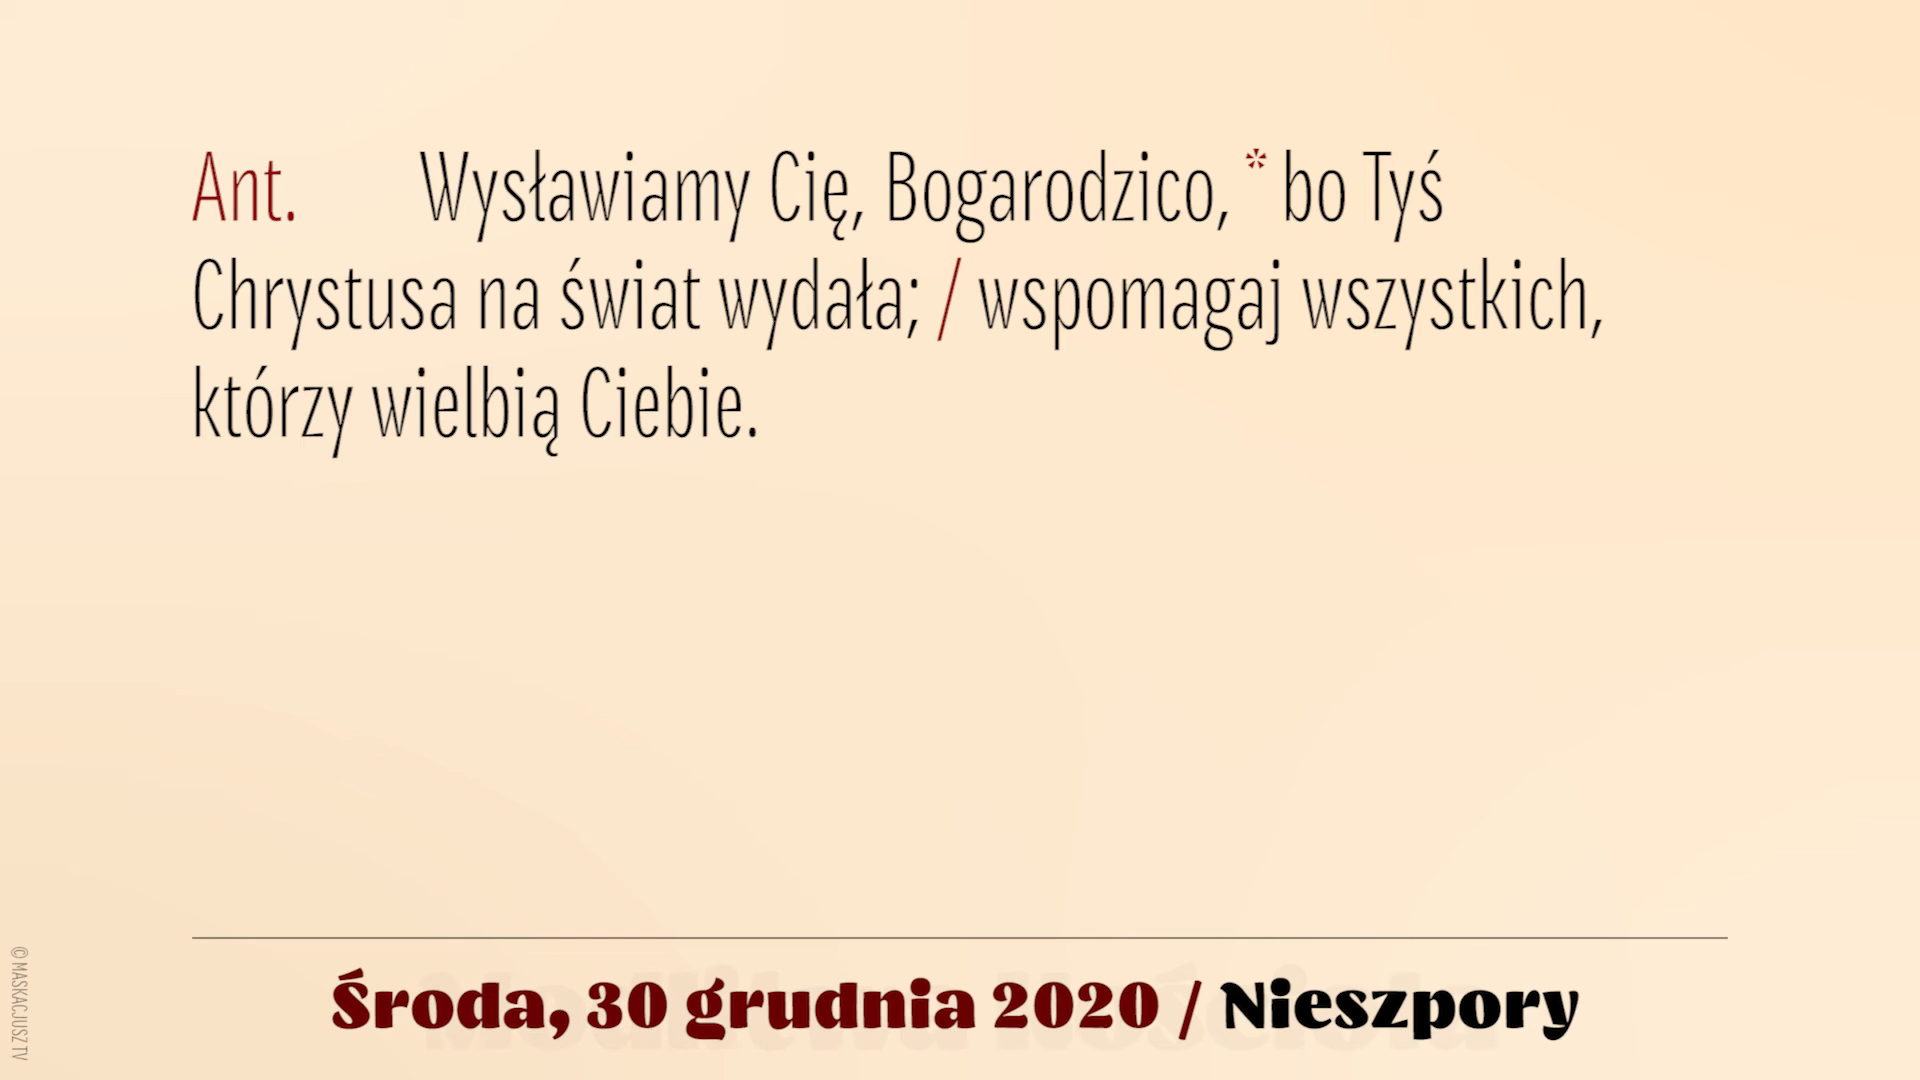 Ant. Wysławiamy Cię, Bogarodzico, * bo Tyś
Chrystusa na świat wydała; / wspomagaj wszystkich,
którzy wielbią Ciebie.
Środa, 30 grudnia 2020 / Nieszpory
© MASKACJUSZ TV